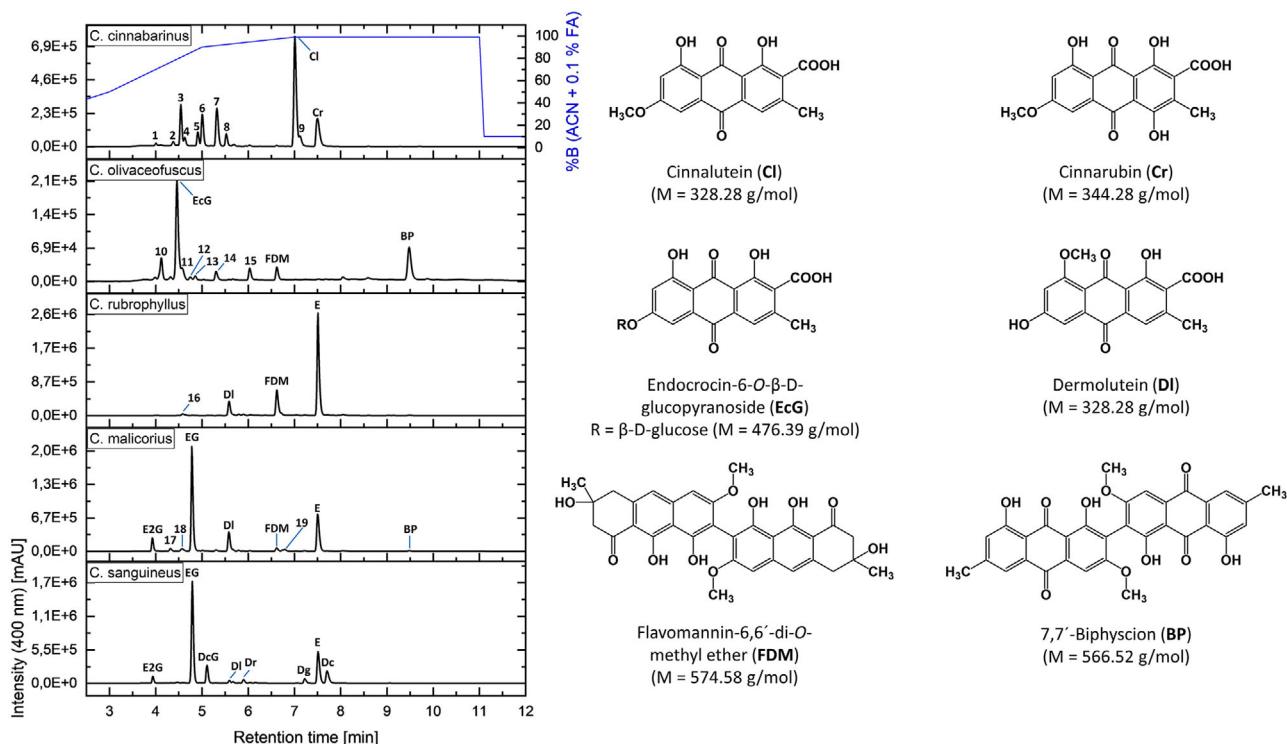 C. cinnabarinus
6,9E+5
4,6E+5
2,3E+5
0,0E+0
1
2
3
4
5
6
7
8
Cl
9
Cr
100
90
80
70
60
50
40
30
20
10
0
%B (ACN + 0.1 % FA)
C. olivaceofuscus
2,1E+5
1,4E+5
6,9E+4
0,0E+0
10
EcG
11
12
13
14
15
FDM
BP
C. rubrophyllus
2,6E+6
1,7E+6
8,7E+5
0,0E+0
16
Dl
FDM
E
C. malicorius
2,0E+6
1,3E+6
6,7E+5
0,0E+0
E2G
17
18
EG
Dl
FDM
19
E
BP
C. sanguineus
1,7E+6
1,1E+6
5,5E+5
0,0E+0
E2G
EG
DcG
Dl
Dr
Dg
E
Dc
3 4 5 6 7 8 9 10 11 12
Retention time [min]
Intensity (400 nm) [mAU]
OH O OH
COOH
H₃CO CH₃
O
Cinnalutein (Cl)
(M = 328.28 g/mol)
OH O OH
COOH
H₃CO CH₃
O OH
Cinnarubin (Cr)
(M = 344.28 g/mol)
OH O OH
COOH
RO CH₃
O
Endocrocin-6-O-β-D-
glucopyranoside (EcG)
R = β-D-glucose (M = 476.39 g/mol)
OCH₃ O OH
COOH
HO CH₃
O
Dermolutein (Dl)
(M = 328.28 g/mol)
H₃C
HO
CH₃
O
OH OH OH O
O OH OH
O
H₃C
OH
CH₃
Flavomannin-6,6´-di-O-
methyl ether (FDM)
(M = 574.58 g/mol)
CH₃ O
O CH₃
OH O OH
OH O OH
H₃C O
O CH₃
7,7´-Biphyscion (BP)
(M = 566.52 g/mol)